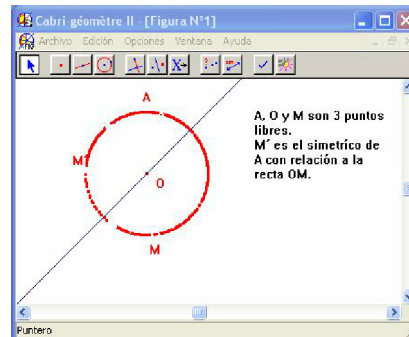 Cabri-géomètre II - [Figura N°1]
Archivo Edición Opciones Ventana Ayuda
A
A, O y M son 3 puntos
libres.
M´ es el simetrico de
A con relación a la
recta OM.
M´
O
M
Puntero